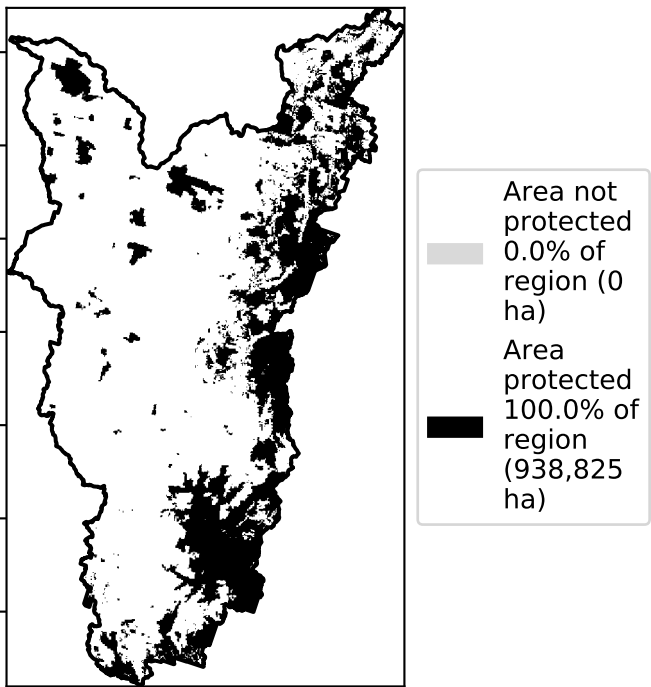 Area not
protected
0.0% of
region (0
ha)
Area
protected
100.0% of
region
(938,825
ha)